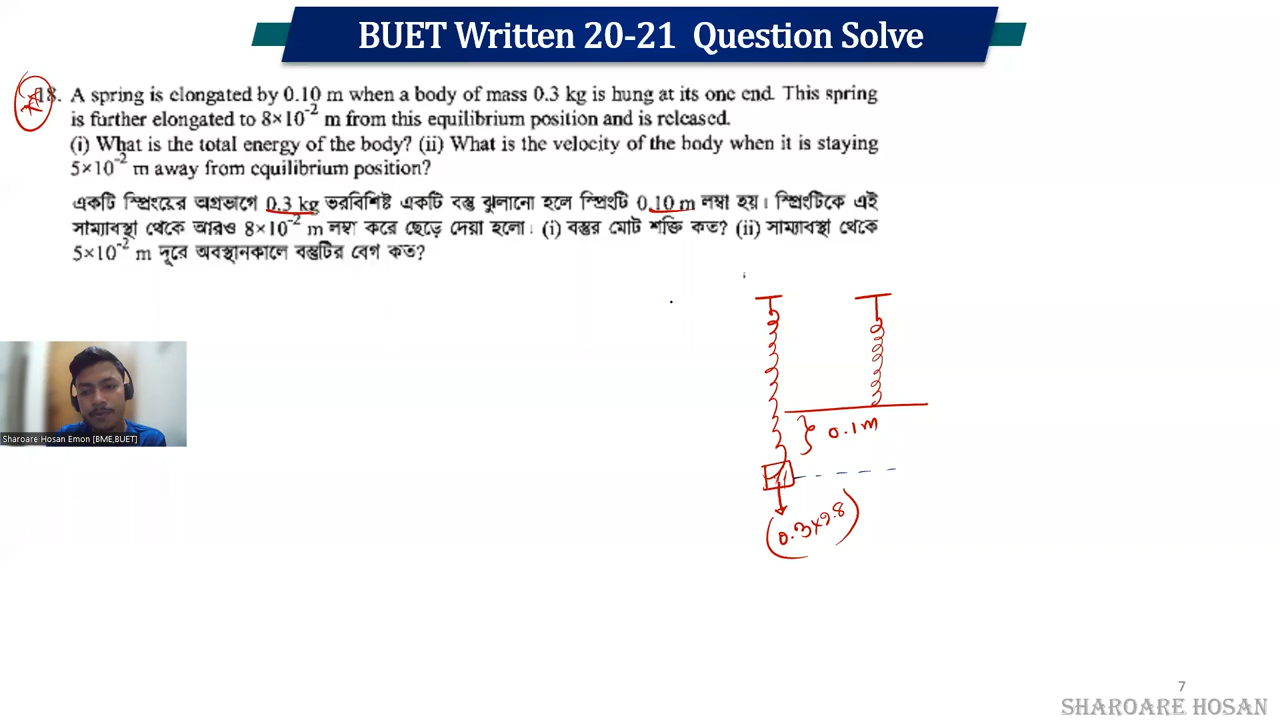 BUET Written 20-21 Question Solve
18. A spring is elongated by 0.10 m when a body of mass 0.3 kg is hung at its one end. This spring
is further elongated to 8×10⁻² m from this equilibrium position and is released.
(i) What is the total energy of the body? (ii) What is the velocity of the body when it is staying
5×10⁻² m away from equilibrium position?
একটি স্প্রিংয়ের অগ্রভাগে 0.3 kg ভরবিশিষ্ট একটি বস্তু ঝুলানো হলে স্প্রিংটি 0.10 m লম্বা হয়। স্প্রিংটিকে এই
সাম্যাবস্থা থেকে আরও 8×10⁻² m লম্বা করে ছেড়ে দেয়া হলো। (i) বস্তুর মোট শক্তি কত? (ii) সাম্যাবস্থা থেকে
5×10⁻² m দূরে অবস্থানকালে বস্তুটির বেগ কত?
0.1m
(0.3×9.8)
Sharoare Hosan Emon [BME,BUET]
7
SHAROARE HOSAN